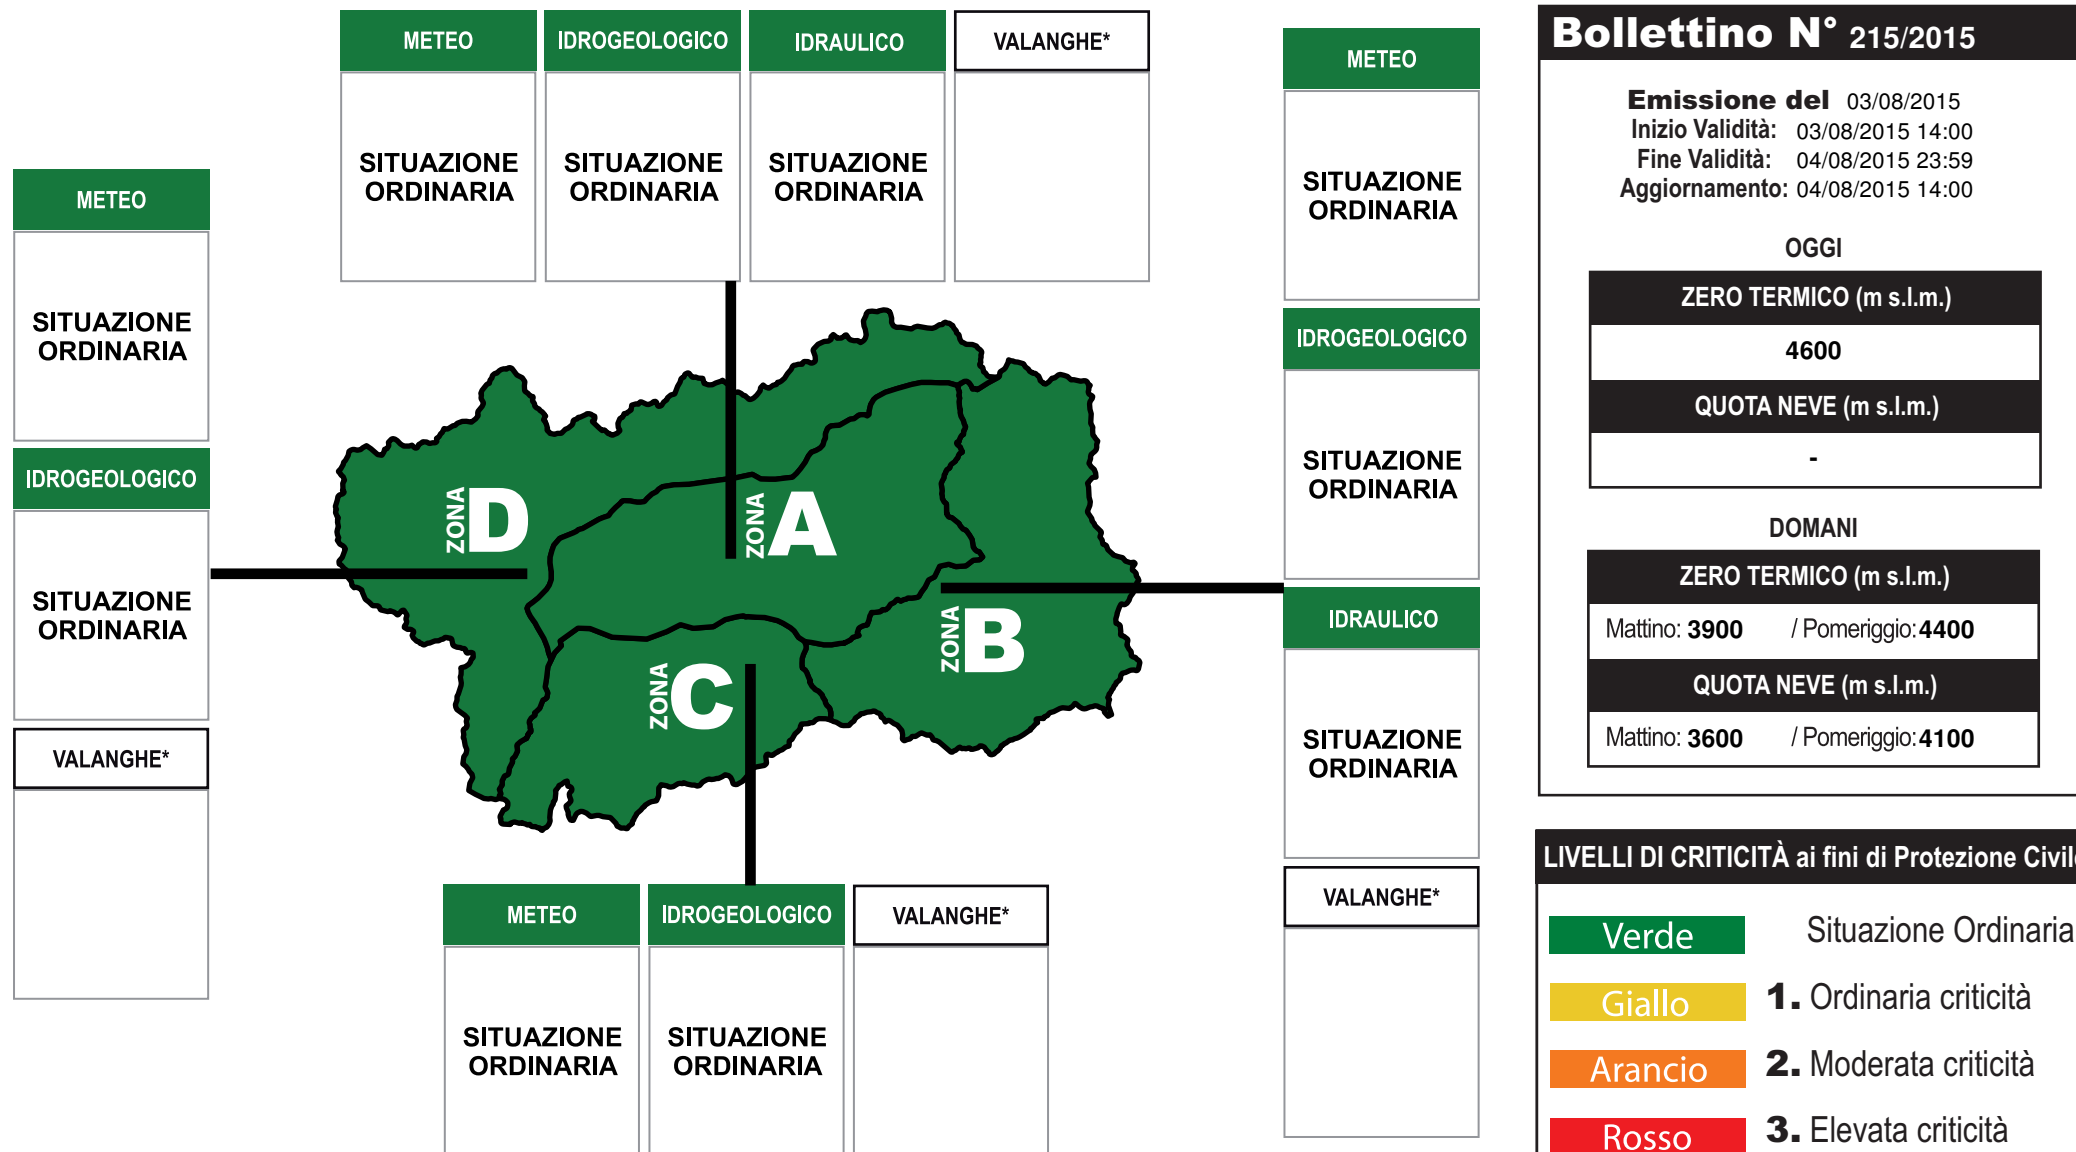 METEO
IDROGEOLOGICO
IDRAULICO
VALANGHE*
SITUAZIONE
ORDINARIA
SITUAZIONE
ORDINARIA
SITUAZIONE
ORDINARIA
METEO
SITUAZIONE
ORDINARIA
IDROGEOLOGICO
SITUAZIONE
ORDINARIA
VALANGHE*
ZONA D
ZONA A
ZONA B
ZONA C
METEO
SITUAZIONE
ORDINARIA
IDROGEOLOGICO
SITUAZIONE
ORDINARIA
IDRAULICO
SITUAZIONE
ORDINARIA
VALANGHE*
METEO
IDROGEOLOGICO
VALANGHE*
SITUAZIONE
ORDINARIA
SITUAZIONE
ORDINARIA
Bollettino N° 215/2015
Emissione del 03/08/2015
Inizio Validità: 03/08/2015 14:00
Fine Validità: 04/08/2015 23:59
Aggiornamento: 04/08/2015 14:00
OGGI
ZERO TERMICO (m s.l.m.)
4600
QUOTA NEVE (m s.l.m.)
-
DOMANI
ZERO TERMICO (m s.l.m.)
Mattino: 3900 / Pomeriggio: 4400
QUOTA NEVE (m s.l.m.)
Mattino: 3600 / Pomeriggio: 4100
LIVELLI DI CRITICITÀ ai fini di Protezione Civile
Verde Situazione Ordinaria
Giallo 1. Ordinaria criticità
Arancio 2. Moderata criticità
Rosso 3. Elevata criticità